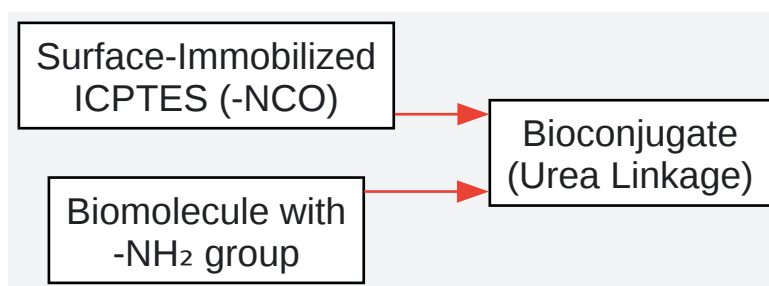 Surface-Immobilized
ICPTES (-NCO)
Biomolecule with
-NH₂ group
Bioconjugate
(Urea Linkage)